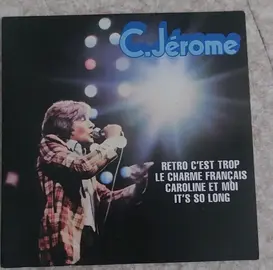 C.Jérome
RETRO C'EST TROP
LE CHARME FRANÇAIS
CAROLINE ET MOI
IT'S SO LONG